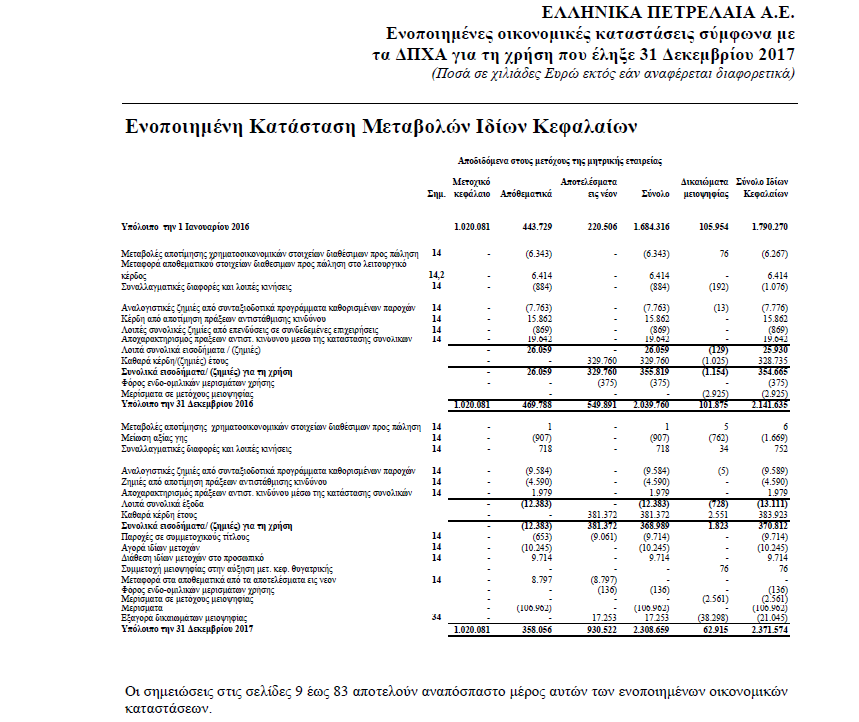 ΕΛΛΗΝΙΚΑ ΠΕΤΡΕΛΑΙΑ Α.Ε.
Ενοποιημένες οικονομικές καταστάσεις σύμφωνα με
τα ΔΠΧΑ για τη χρήση που έληξε 31 Δεκεμβρίου 2017
(Ποσά σε χιλιάδες Ευρώ εκτός εάν αναφέρεται διαφορετικά)
Ενοποιημένη Κατάσταση Μεταβολών Ιδίων Κεφαλαίων
Αποδιδόμενα στους μετόχους της μητρικής εταιρείας
Σημ. Μετοχικό κεφάλαιο Απόθεματικά Αποτελέσματα εις νέον Σύνολο Δικαιώματα μειοψηφίας Σύνολο Ιδίων Κεφαλαίων
Υπόλοιπο την 1 Ιανουαρίου 2016 1.020.081 443.729 220.506 1.684.316 105.954 1.790.270
Μεταβολές αποτίμησης χρηματοοικονομικών στοιχείων διαθέσιμων προς πώληση 14 - (6.343) - (6.343) 76 (6.267)
Μεταφορά αποθεματικού στοιχείων διαθεσιμων προς πώληση στο λειτουργικό
κέρδος 14,2 - 6.414 - 6.414 - 6.414
Συναλλαγματικές διαφορές και λοιπές κινήσεις 14 - (884) - (884) (192) (1.076)
Αναλογιστικές ζημιές από συνταξιοδοτικά προγράμματα καθορισμένων παροχών 14 - (7.763) - (7.763) (13) (7.776)
Κέρδη από αποτίμηση πράξεων αντιστάθμισης κινδύνου 14 - 15.862 - 15.862 - 15.862
Λοιπές συνολικές ζημίες από επενδύσεις σε συνδεδεμένες επιχειρήσεις 14 - (869) - (869) - (869)
Αποχαρακτηρισμός πράξεων αντιστ. κινδύνου μέσω της κατάστασης συνολικών 14 - 19.642 - 19.642 - 19.642
Λοιπά συνολικά εισοδήματα / (ζημίες) - 26.059 - 26.059 (129) 25.930
Καθαρά κέρδη/(ζημίες) έτους - - 329.760 329.760 (1.025) 328.735
Συνολικά εισοδήματα/ (ζημίες) για τη χρήση - 26.059 329.760 355.819 (1.154) 354.665
Φόρος ενδο-ομιλικών μερισμάτων χρήσης - - (375) (375) - (375)
Μερίσματα σε μετόχους μειοψηφίας - - - - (2.925) (2.925)
Υπόλοιπο την 31 Δεκεμβρίου 2016 1.020.081 469.788 549.891 2.039.760 101.875 2.141.635
Μεταβολές αποτίμησης χρηματοοικονομικών στοιχείων διαθέσιμων προς πώληση 14 - 1 - 1 5 6
Μείωση αξίας γης 14 - (907) - (907) (762) (1.669)
Συναλλαγματικές διαφορές και λοιπές κινήσεις 14 - 718 - 718 34 752
Αναλογιστικές ζημιές από συνταξιοδοτικά προγράμματα καθορισμένων παροχών 14 - (9.584) - (9.584) (5) (9.589)
Ζημιές από αποτίμηση πράξεων αντιστάθμισης κινδύνου 14 - (4.590) - (4.590) - (4.590)
Αποχαρακτηρισμός πράξεων αντιστ. κινδύνου μέσω της κατάστασης συνολικών 14 - 1.979 - 1.979 - 1.979
Λοιπά συνολικά έξοδα - (12.383) - (12.383) (728) (13.111)
Καθαρά κέρδη έτους - - 381.372 381.372 2.551 383.923
Συνολικά εισοδήματα/ (ζημίες) για τη χρήση - (12.383) 381.372 368.989 1.823 370.812
Παροχές σε συμμετοχικούς τίτλους 14 - (653) (9.061) (9.714) - (9.714)
Αγορά ιδίων μετοχών 14 - (10.245) - (10.245) - (10.245)
Διάθεση ιδίων μετοχών στο προσωπικό 14 - 9.714 - 9.714 - 9.714
Συμμετοχή μειοψηφίας στην αύξηση μετ. κεφ. θυγατρικής - - - - 76 76
Μεταφορά στα αποθεματικά από τα αποτελέσματα εις νεον 14 - 8.797 (8.797) - - -
Φόρος ενδο-ομιλικών μερισμάτων χρήσης - - (136) (136) - (136)
Μερίσματα σε μετόχους μειοψηφίας - - - - (2.561) (2.561)
Μερίσματα - (106.962) - (106.962) - (106.962)
Εξαγορά δικαιωμάτων μειοψηφίας 34 - - 17.253 17.253 (38.298) (21.045)
Υπόλοιπο την 31 Δεκεμβρίου 2017 1.020.081 358.056 930.522 2.308.659 62.915 2.371.574
Οι σημειώσεις στις σελίδες 9 έως 83 αποτελούν αναπόσπαστο μέρος αυτών των ενοποιημένων οικονομικών
καταστάσεων.